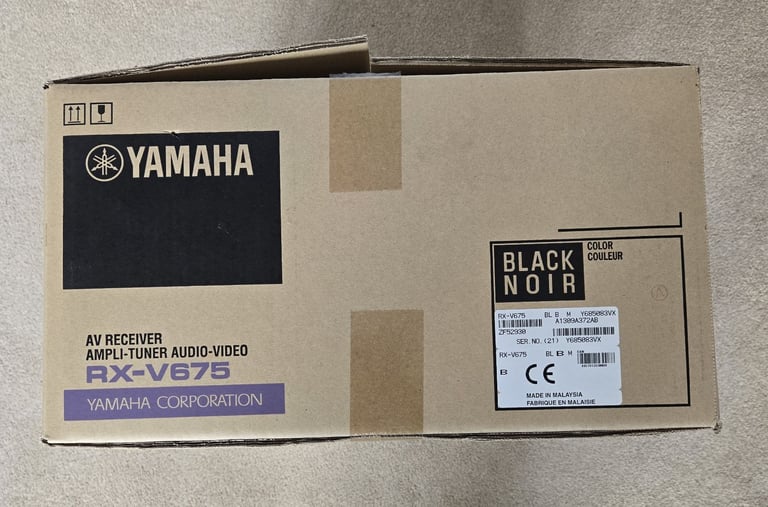 YAMAHA
AV RECEIVER
AMPLI-TUNER AUDIO-VIDEO
RX-V675
YAMAHA CORPORATION
BLACK
NOIR
COLOR
COULEUR
RX-V675 BL B M Y685083VX
A1309A372AB
ZF52930
SER.NO.(21) Y685083VX
RX-V675 BL B M
B CE
MADE IN MALAYSIA
FABRIQUE EN MALAISIE